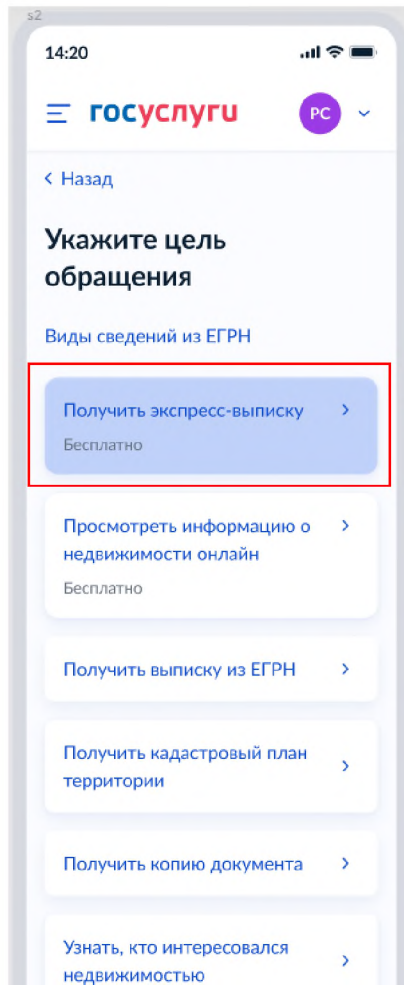 s2
14:20
госуслуги
РС
Назад
Укажите цель
обращения
Виды сведений из ЕГРН
Получить экспресс-выписку
Бесплатно
Просмотреть информацию о
недвижимости онлайн
Бесплатно
Получить выписку из ЕГРН
Получить кадастровый план
территории
Получить копию документа
Узнать, кто интересовался
недвижимостью